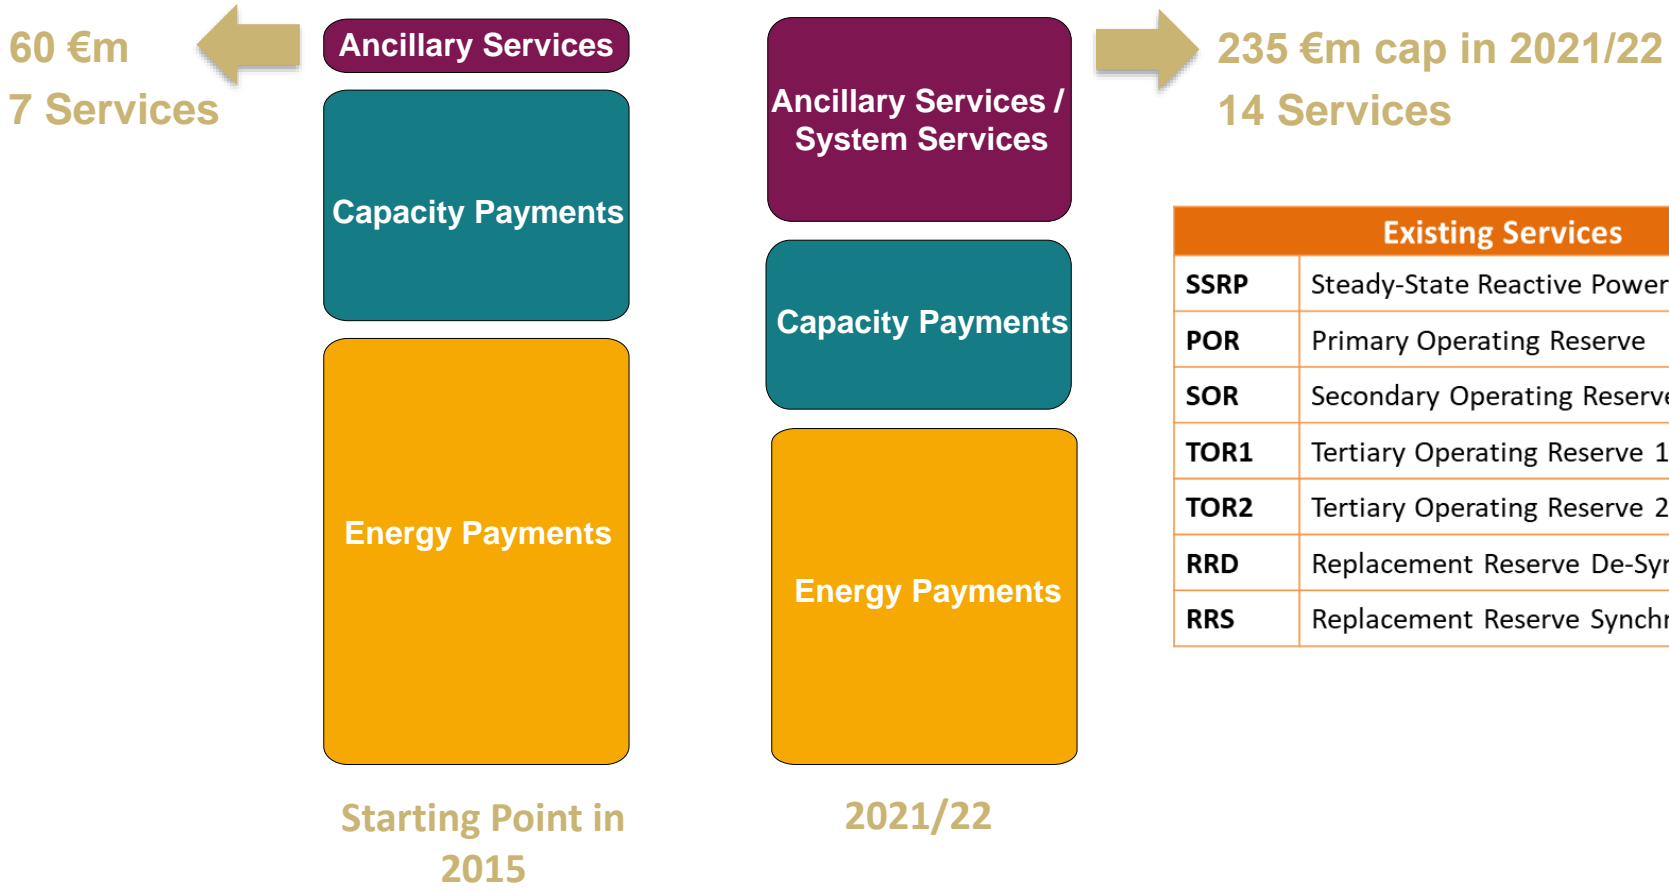 60 €m
7 Services
Ancillary Services
Capacity Payments
Energy Payments
Starting Point in
2015
Ancillary Services /
System Services
Capacity Payments
Energy Payments
2021/22
235 €m cap in 2021/22
14 Services
Existing Services
SSRP Steady-State Reactive Power
POR Primary Operating Reserve
SOR Secondary Operating Reserve
TOR1 Tertiary Operating Reserve 1
TOR2 Tertiary Operating Reserve 2
RRD Replacement Reserve
RRS Replacement Reserve